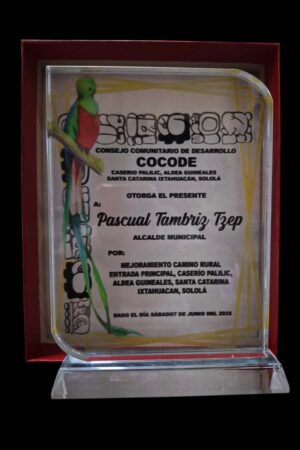 CONSEJO COMUNITARIO DE DESARROLLO
COCODE
CASERIO PALILIC, ALDEA GUINEALES
SANTA CATARINA IXTAHUACÁN, SOLOLÁ
OTORGA EL PRESENTE
A:
Pascual Tambriz Tzep
ALCALDE MUNICIPAL
POR:
MEJORAMIENTO CAMINO RURAL
ENTRADA PRINCIPAL, CASERÍO PALILIC,
ALDEA GUINEALES, SANTA CATARINA
IXTAHUACAN, SOLOLÁ
DADO EL DÍA SÁBADO7 DE JUNIO DEL 2025